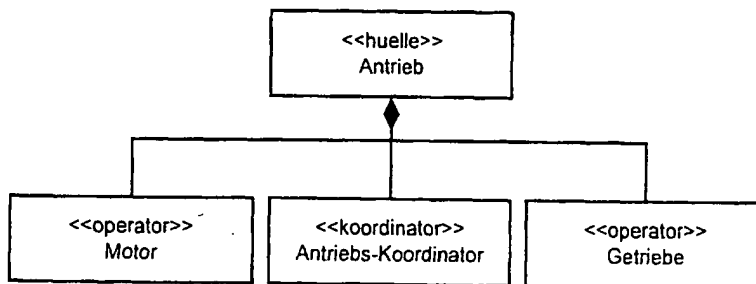 <<huelle>>
Antrieb
<<operator>>
Motor
<<koordinator>>
Antriebs-Koordinator
<<operator>>
Getriebe